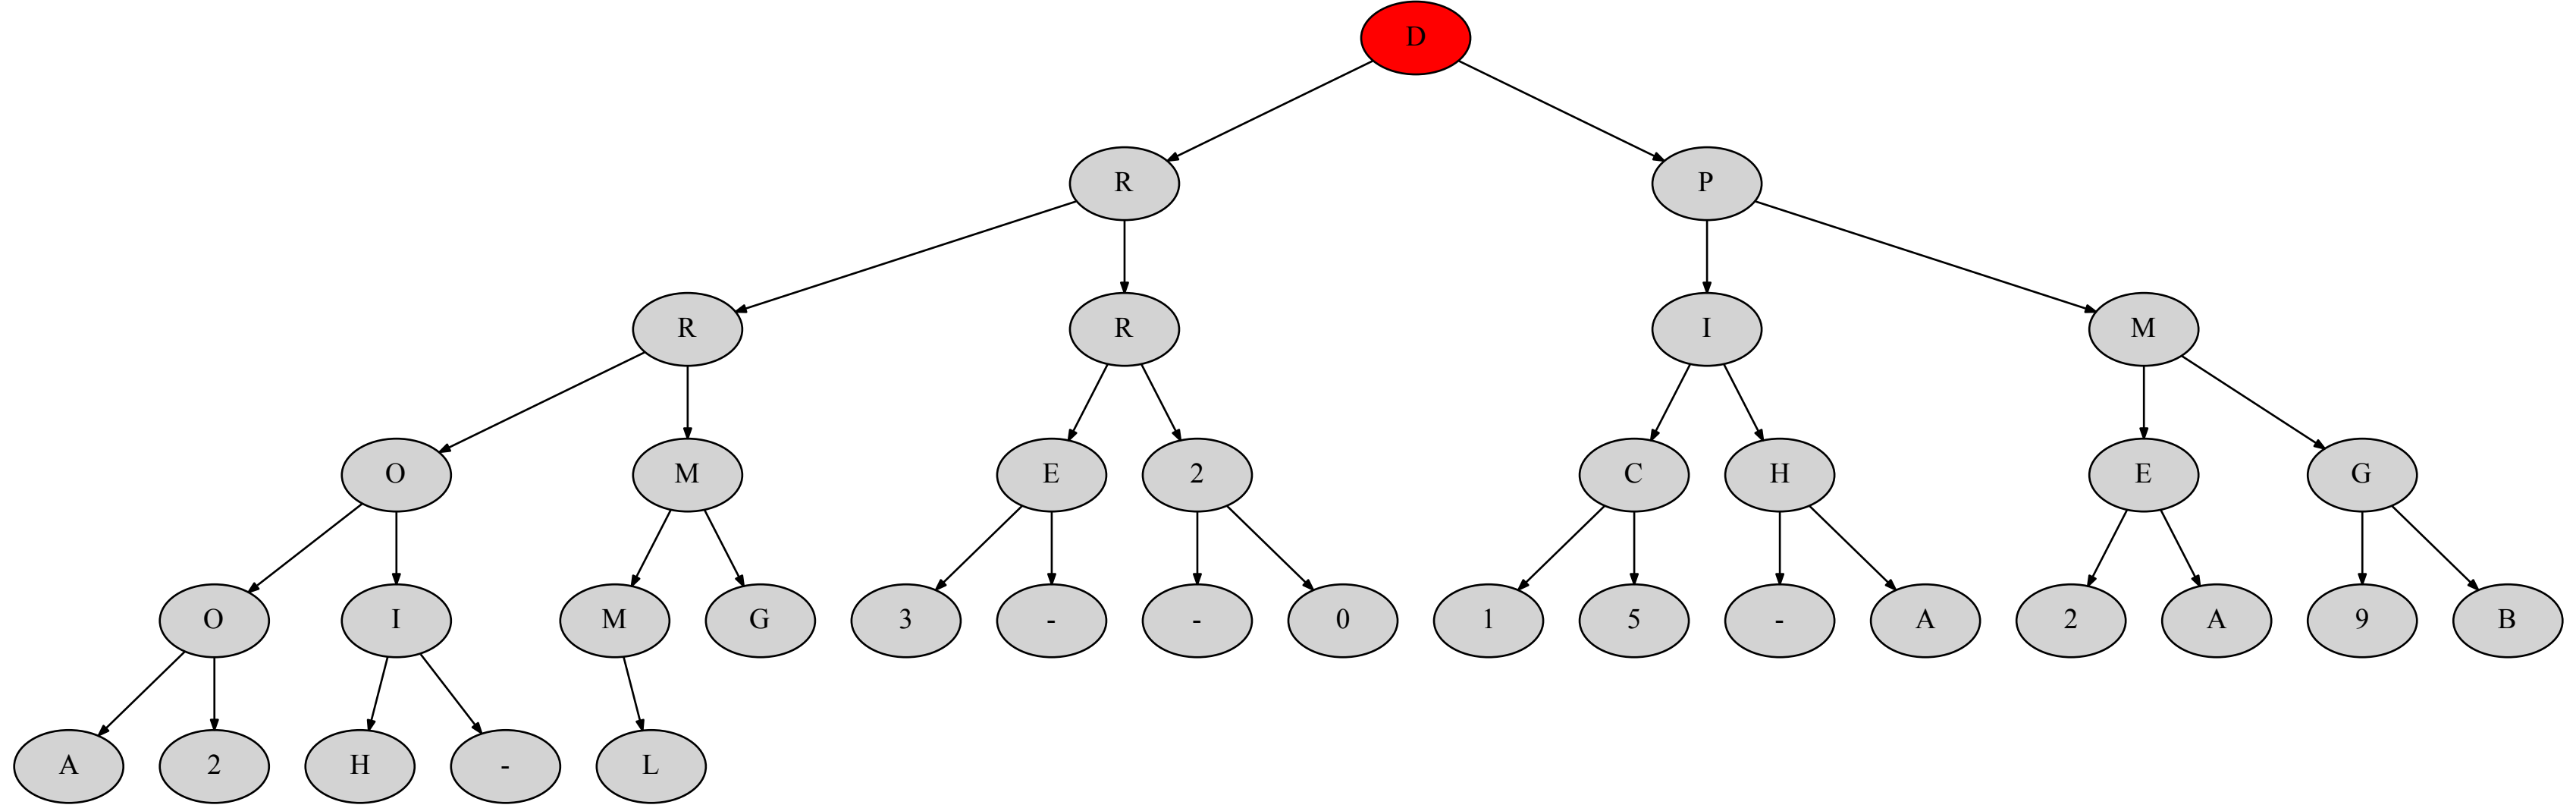 D
R P
R R I M
O M E 2 C H E G
O I M G 3 - - 0 1 5 - A 2 A 9 B
A 2 H - L